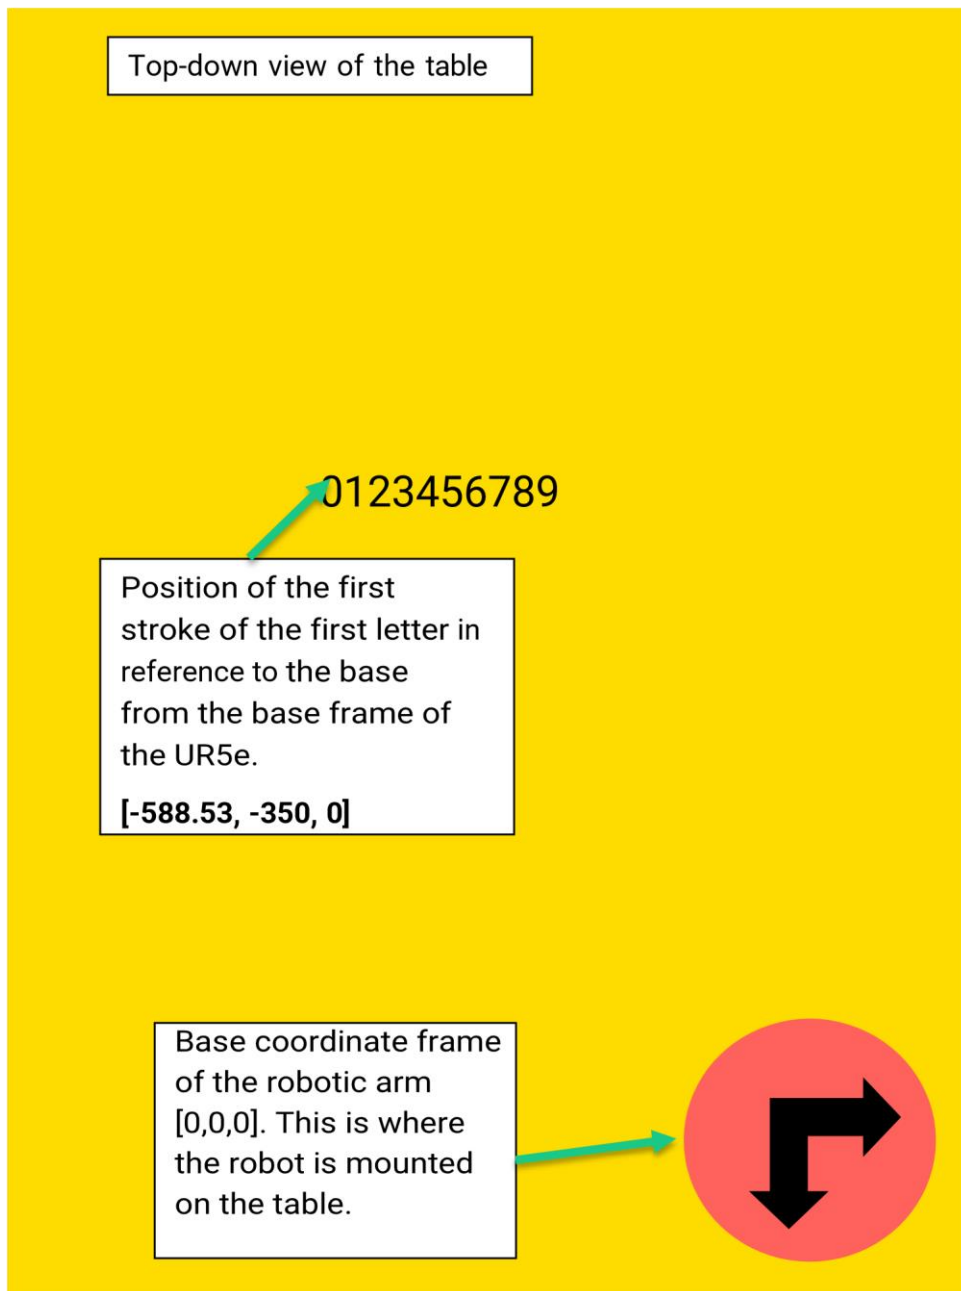 Top-down view of the table
0123456789
Position of the first
stroke of the first letter in
reference to the base
from the base frame of
the UR5e.
[-588.53, -350, 0]
Base coordinate frame
of the robotic arm
[0,0,0]. This is where
the robot is mounted
on the table.